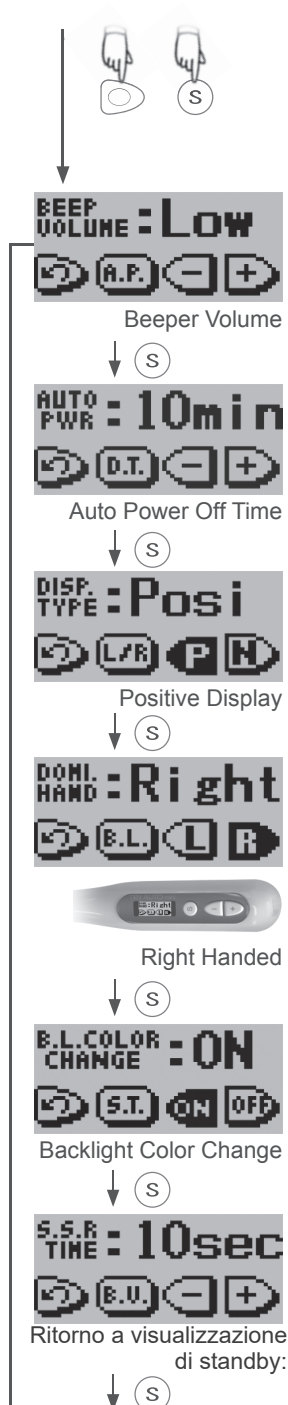 S
BEEP
VOLUME : Low
A.P. - +
Beeper Volume
S
AUTO
PWR : 10min
D.T. - +
Auto Power Off Time
S
DISP.
TYPE : Posi
L/R P N
Positive Display
S
DOMI.
HAND : Right
B.L. L R
:Right
Right Handed
S
B.L.COLOR
CHANGE : ON
S.T. ON OFF
Backlight Color Change
S
S.S.R
TIME : 10sec
B.V. - +
Ritorno a visualizzazione
di standby:
S